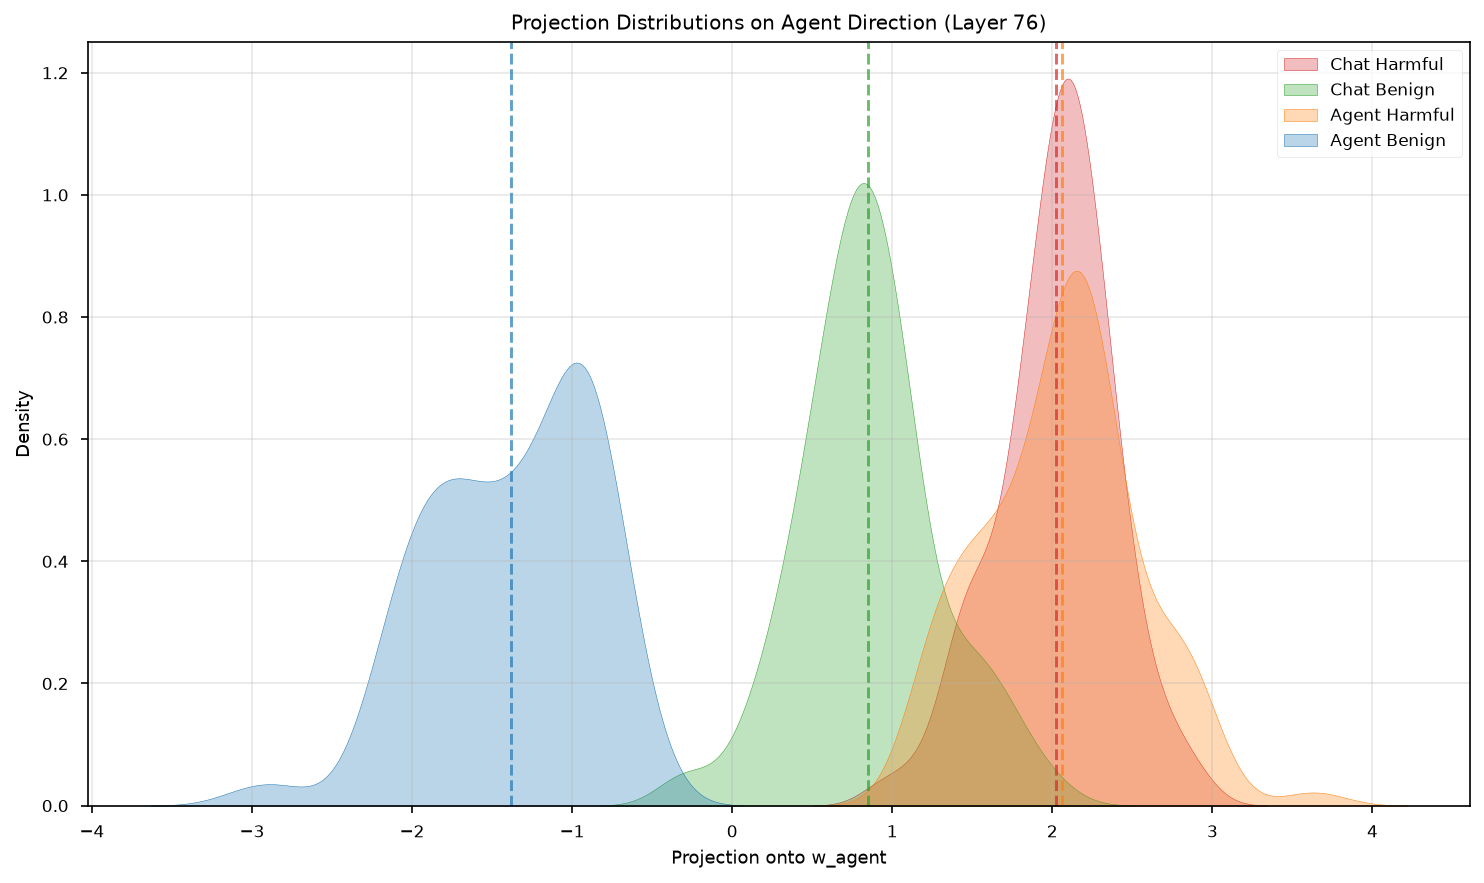 Projection Distributions on Agent Direction (Layer 76)
Chat Harmful
Chat Benign
Agent Harmful
Agent Benign
Density
1.2
1.0
0.8
0.6
0.4
0.2
0.0
−4 −3 −2 −1 0 1 2 3 4
Projection onto w_agent